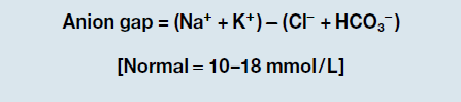 Anion gap = (Na⁺ + K⁺) – (Cl⁻ + HCO₃⁻)
[Normal = 10–18 mmol/L]